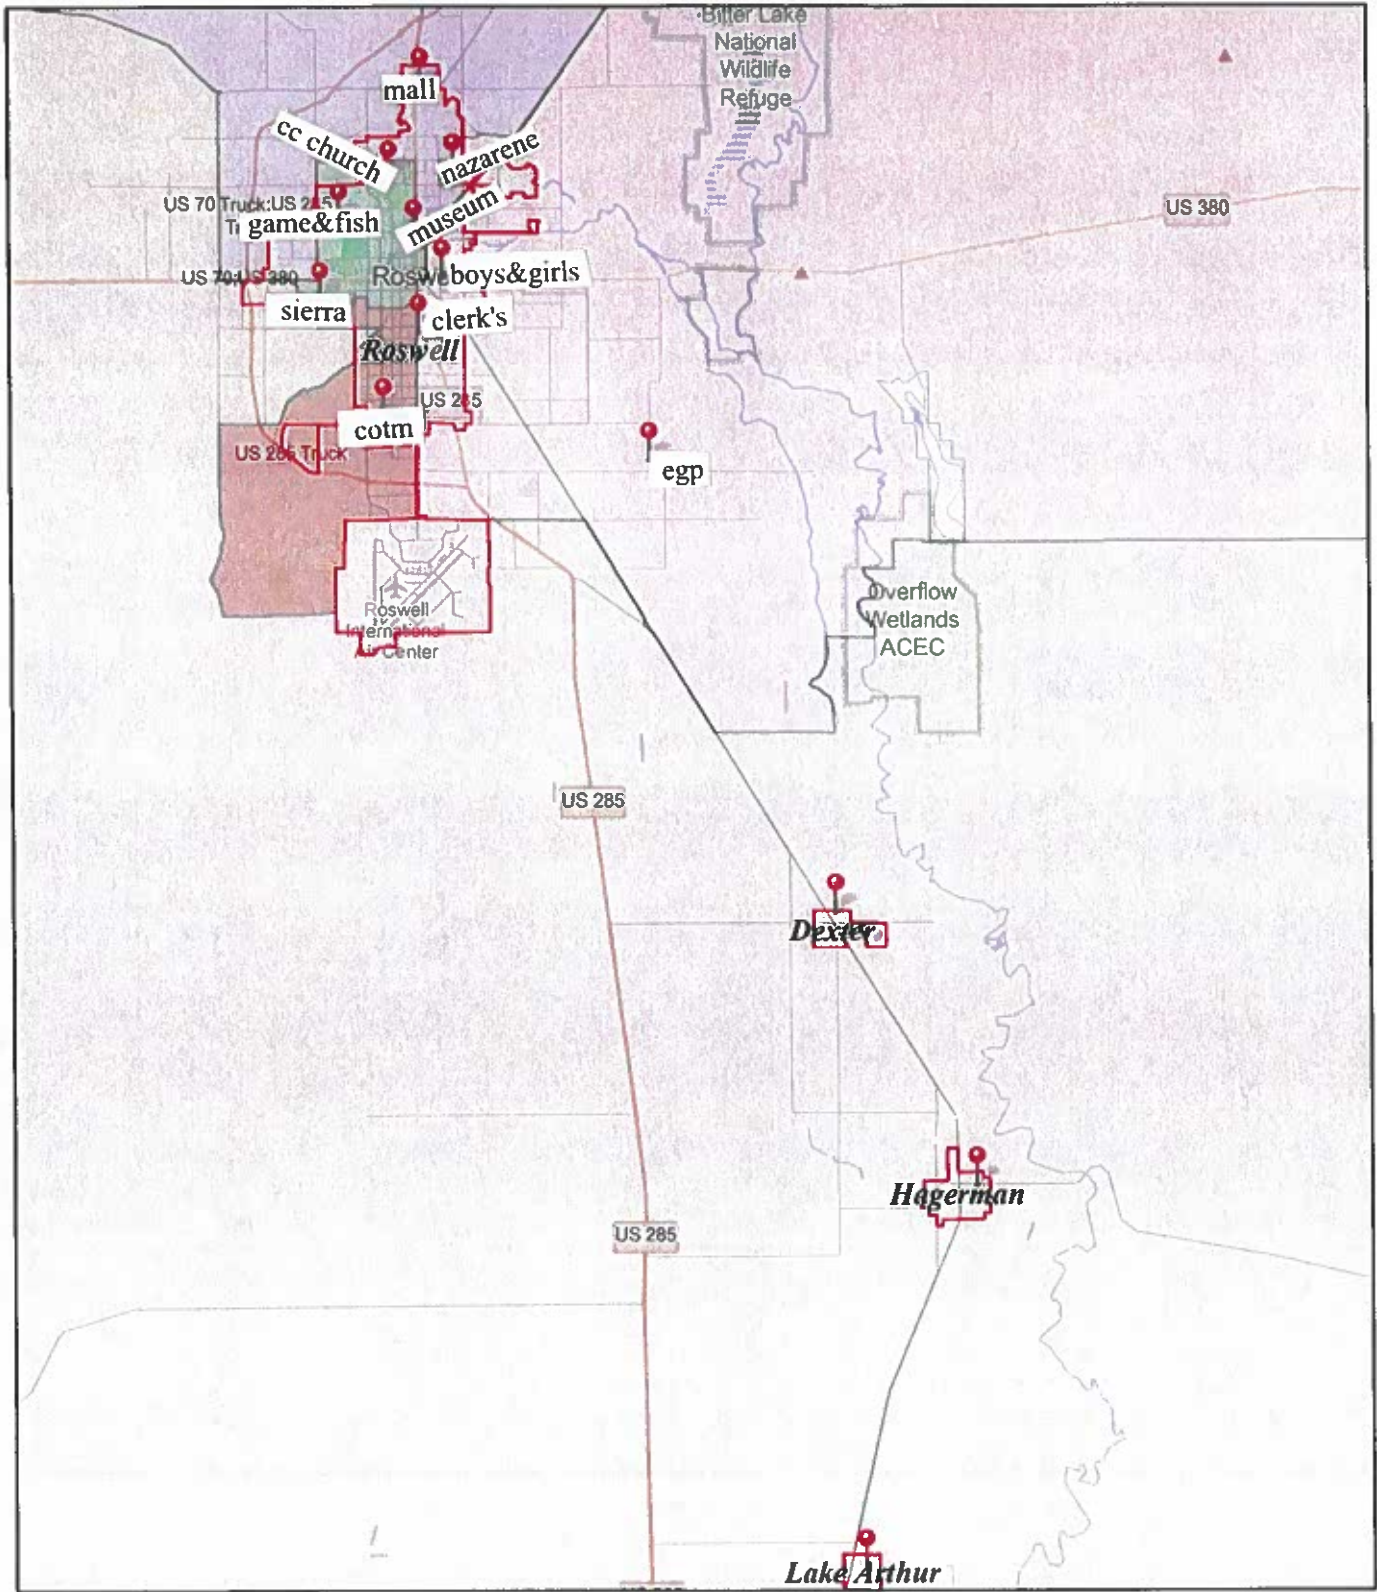 Bitter Lake
National
Wildlife
Refuge
mall
cc church
nazarene
US 70 Truck;US 285
game&fish
museum
US 380
US 70;US 380
boys&girls
sierra
clerk's
Roswell
US 285
cotm
US 285 Truck
egp
Roswell
International
Air Center
Overflow
Wetlands
ACEC
US 285
Dexter
Hagerman
US 285
Lake Arthur